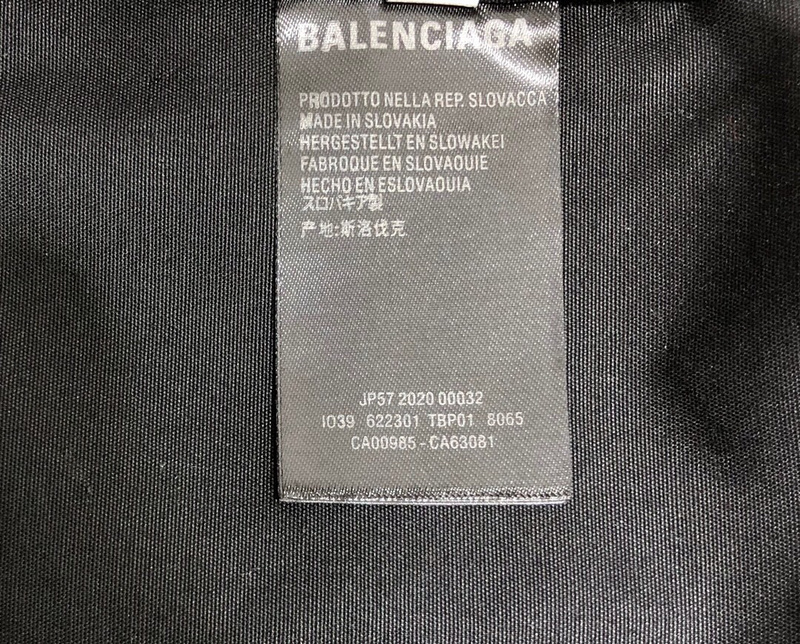 BALENCIAGA
PRODOTTO NELLA REP. SLOVACCA
MADE IN SLOVAKIA
HERGESTELLT EN SLOWAKEI
FABROQUE EN SLOVAOUIE
HECHO EN ESLOVAOUIA
スロバキア製
产地:斯洛伐克
JP57 2020 00032
I039 622301 TBP01 8065
CA00985 - CA63081